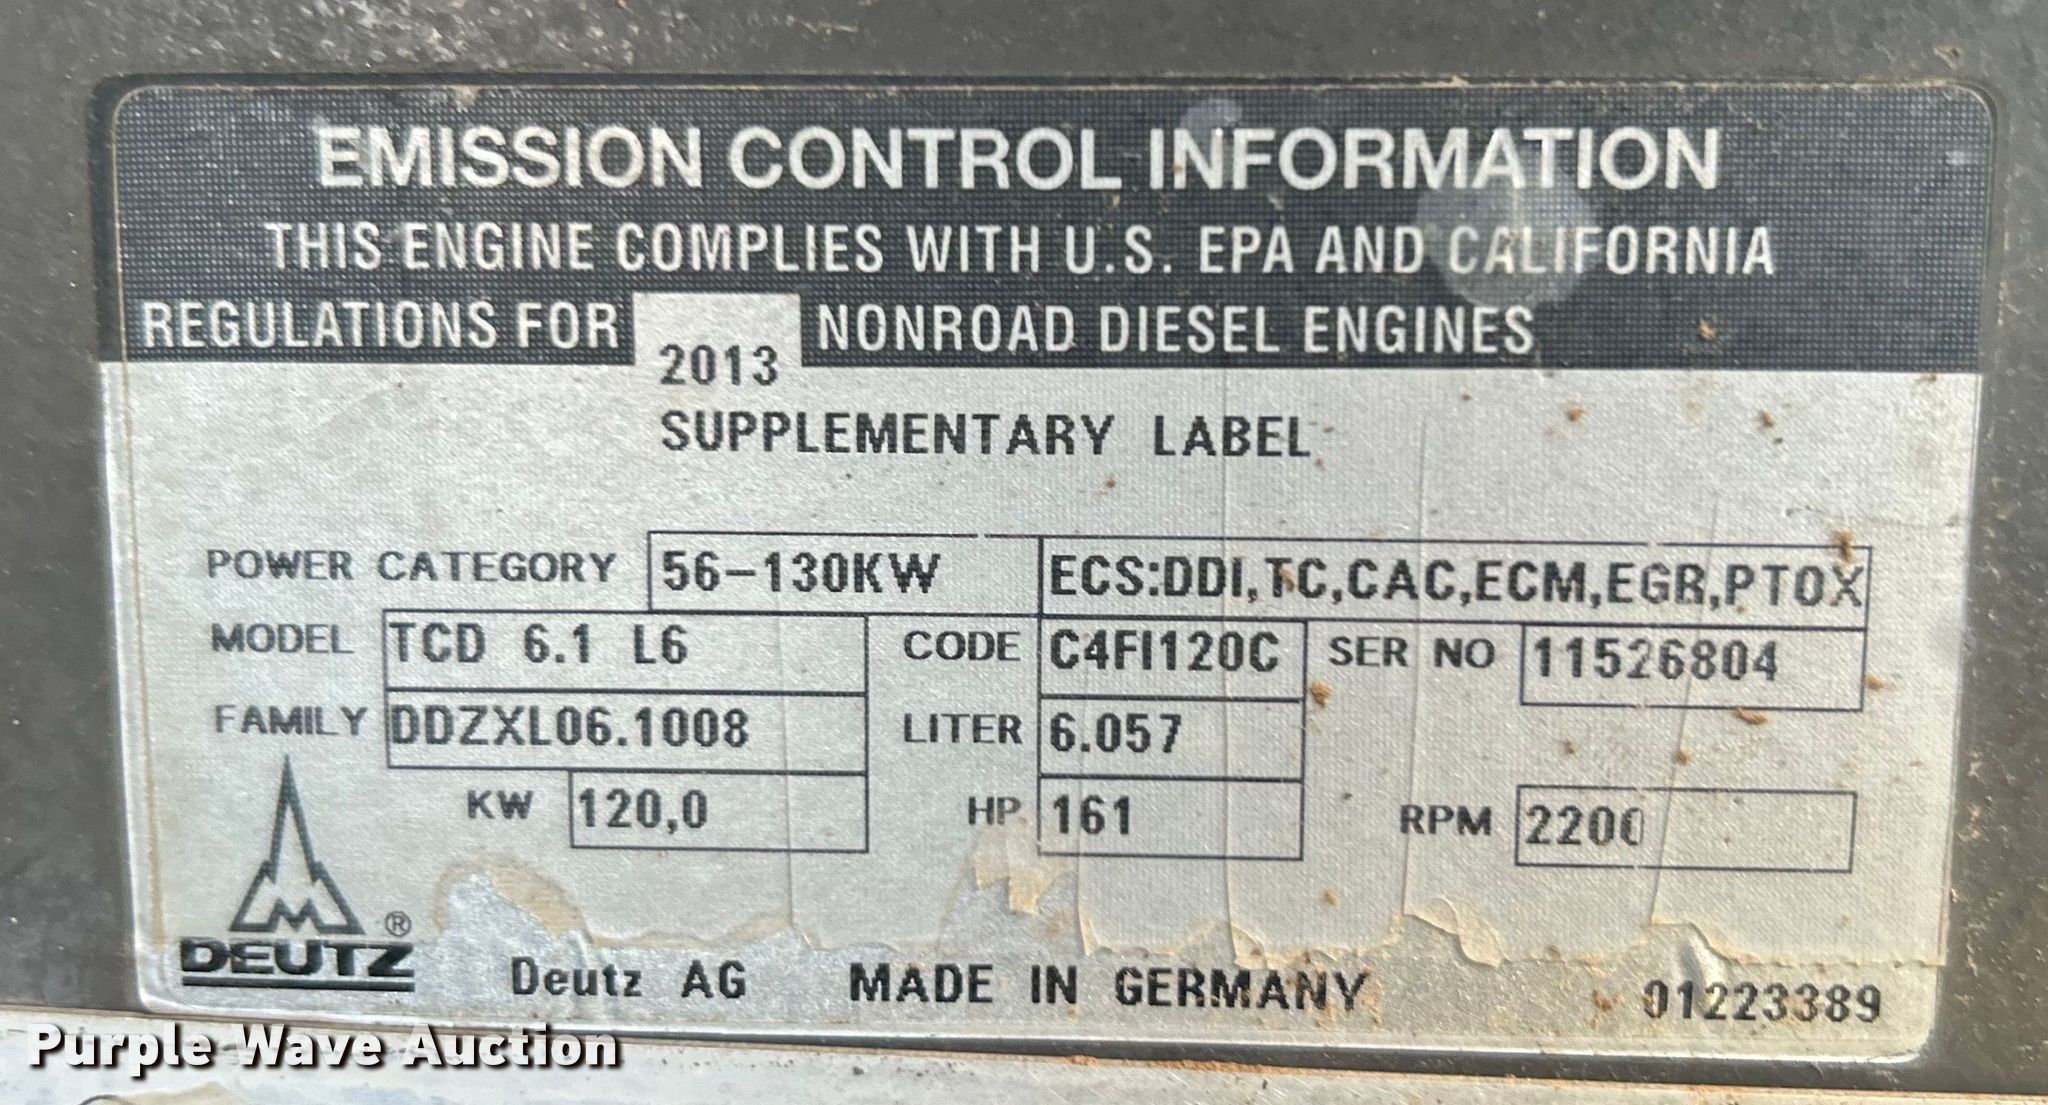 EMISSION CONTROL INFORMATION
THIS ENGINE COMPLIES WITH U.S. EPA AND CALIFORNIA
REGULATIONS FOR 2013 NONROAD DIESEL ENGINES
SUPPLEMENTARY LABEL
POWER CATEGORY 56-130KW ECS:DDI,TC,CAC,ECM,EGR,PTOX
MODEL TCD 6.1 L6 CODE C4FI120C SER NO 11526804
FAMILY DDZXL06.1008 LITER 6.057
KW 120,0 HP 161 RPM 2200
DEUTZ®
Deutz AG MADE IN GERMANY 01223389
Purple Wave Auction